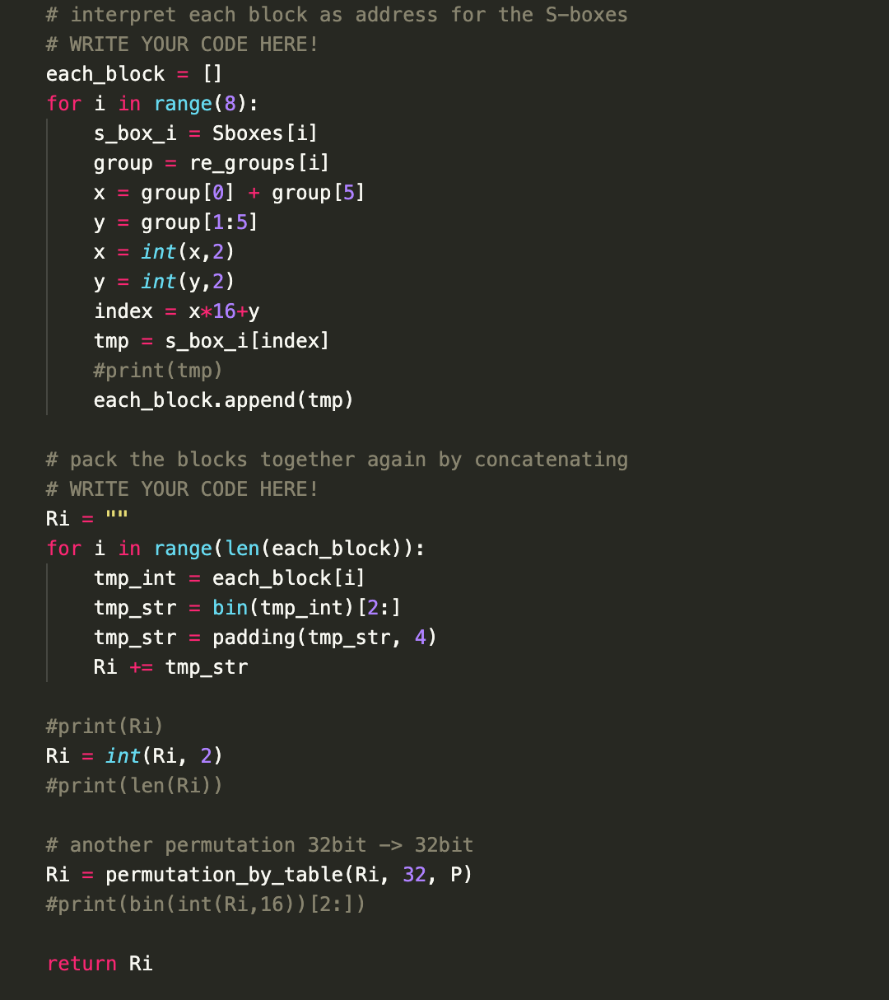 # interpret each block as address for the S-boxes
# WRITE YOUR CODE HERE!
each_block = []
for i in range(8):
    s_box_i = Sboxes[i]
    group = re_groups[i]
    x = group[0] + group[5]
    y = group[1:5]
    x = int(x,2)
    y = int(y,2)
    index = x*16+y
    tmp = s_box_i[index]
    #print(tmp)
    each_block.append(tmp)

# pack the blocks together again by concatenating
# WRITE YOUR CODE HERE!
Ri = ""
for i in range(len(each_block)):
    tmp_int = each_block[i]
    tmp_str = bin(tmp_int)[2:]
    tmp_str = padding(tmp_str, 4)
    Ri += tmp_str

#print(Ri)
Ri = int(Ri, 2)
#print(len(Ri))

# another permutation 32bit -> 32bit
Ri = permutation_by_table(Ri, 32, P)
#print(bin(int(Ri,16))[2:])

return Ri